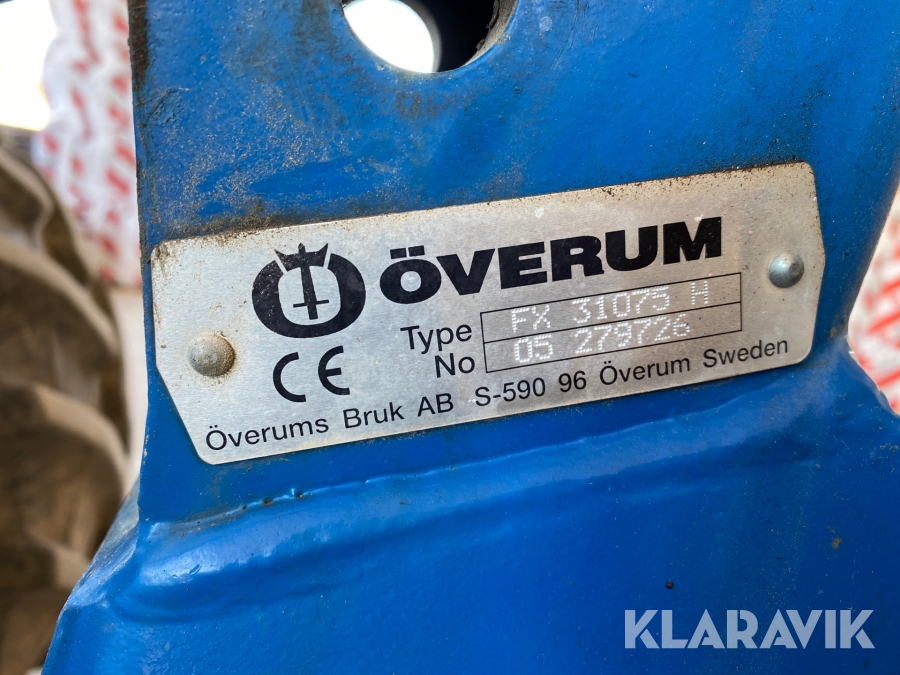 ÖVERUM
Type FX 31075 H
No 05 279726
CE
Överums Bruk AB S-590 96 Överum Sweden
KLARAVIK